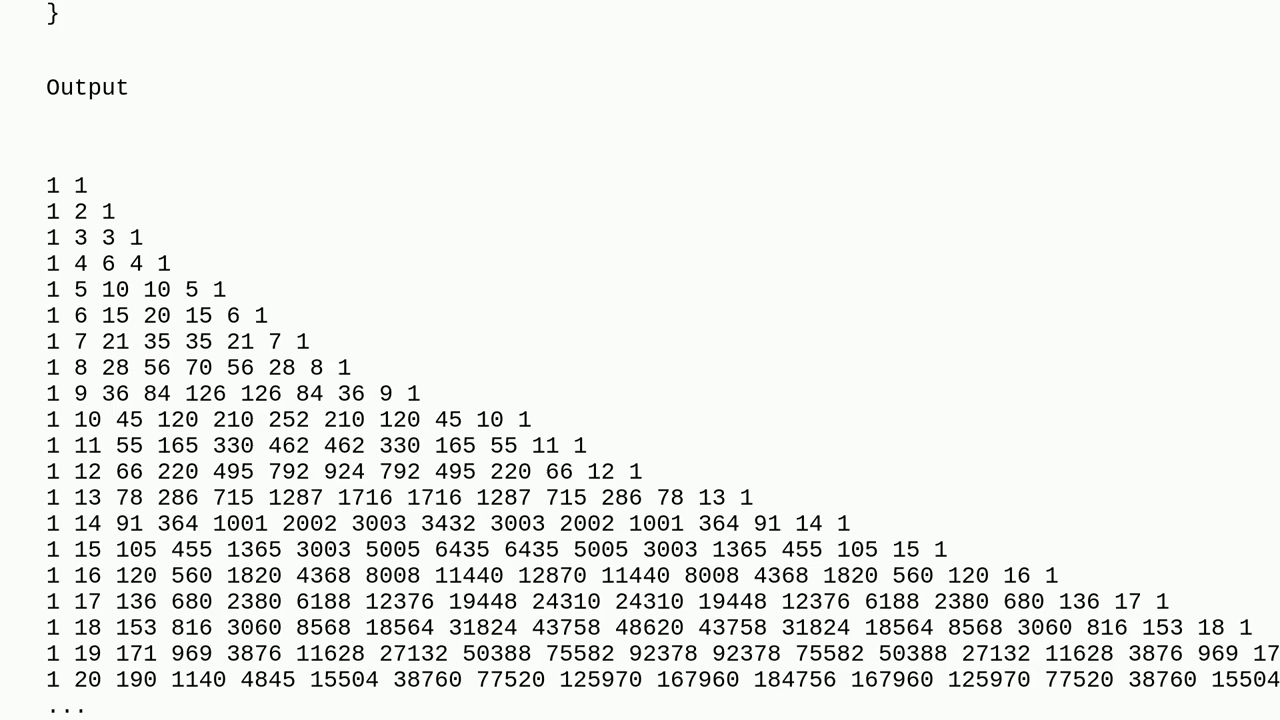 }
Output
1 1
1 2 1
1 3 3 1
1 4 6 4 1
1 5 10 10 5 1
1 6 15 20 15 6 1
1 7 21 35 35 21 7 1
1 8 28 56 70 56 28 8 1
1 9 36 84 126 126 84 36 9 1
1 10 45 120 210 252 210 120 45 10 1
1 11 55 165 330 462 462 330 165 55 11 1
1 12 66 220 495 792 924 792 495 220 66 12 1
1 13 78 286 715 1287 1716 1716 1287 715 286 78 13 1
1 14 91 364 1001 2002 3003 3432 3003 2002 1001 364 91 14 1
1 15 105 455 1365 3003 5005 6435 6435 5005 3003 1365 455 105 15 1
1 16 120 560 1820 4368 8008 11440 12870 11440 8008 4368 1820 560 120 16 1
1 17 136 680 2380 6188 12376 19448 24310 24310 19448 12376 6188 2380 680 136 17 1
1 18 153 816 3060 8568 18564 31824 43758 48620 43758 31824 18564 8568 3060 816 153 18 1
1 19 171 969 3876 11628 27132 50388 75582 92378 92378 75582 50388 27132 11628 3876 969 17
1 20 190 1140 4845 15504 38760 77520 125970 167960 184756 167960 125970 77520 38760 15504
...